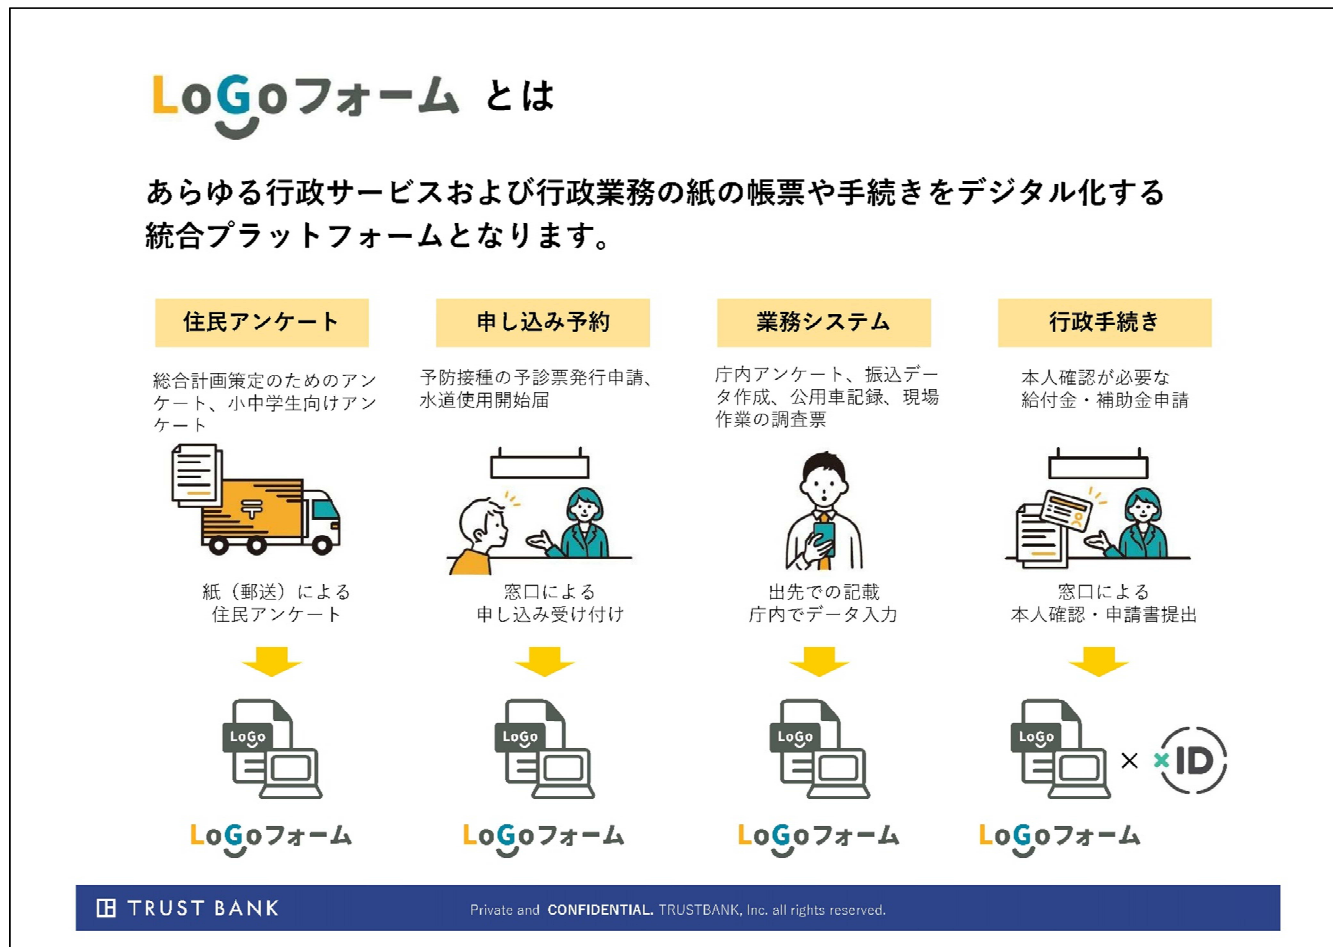 LoGoフォーム とは
あらゆる行政サービスおよび行政業務の紙の帳票や手続きをデジタル化する
統合プラットフォームとなります。
住民アンケート
総合計画策定のためのアン
ケート、小中学生向けアン
ケート
〒
紙（郵送）による
住民アンケート
LoGo
LoGoフォーム
申し込み予約
予防接種の予診票発行申請、
水道使用開始届
窓口による
申し込み受け付け
LoGo
LoGoフォーム
業務システム
庁内アンケート、振込デー
タ作成、公用車記録、現場
作業の調査票
出先での記載
庁内でデータ入力
LoGo
LoGoフォーム
行政手続き
本人確認が必要な
給付金・補助金申請
窓口による
本人確認・申請書提出
LoGo
× xID
LoGoフォーム
TRUST BANK
Private and CONFIDENTIAL. TRUSTBANK, Inc. all rights reserved.